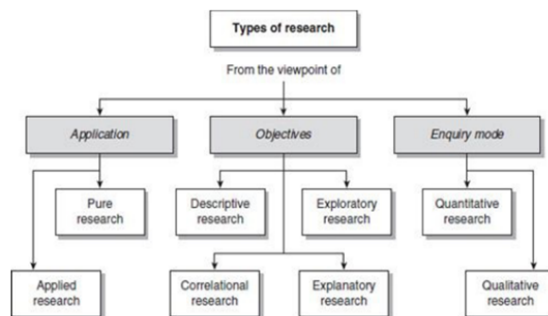 Types of research
From the viewpoint of
Application
Objectives
Enquiry mode
Pure
research
Descriptive
research
Exploratory
research
Quantitative
research
Applied
research
Correlational
research
Explanatory
research
Qualitative
research